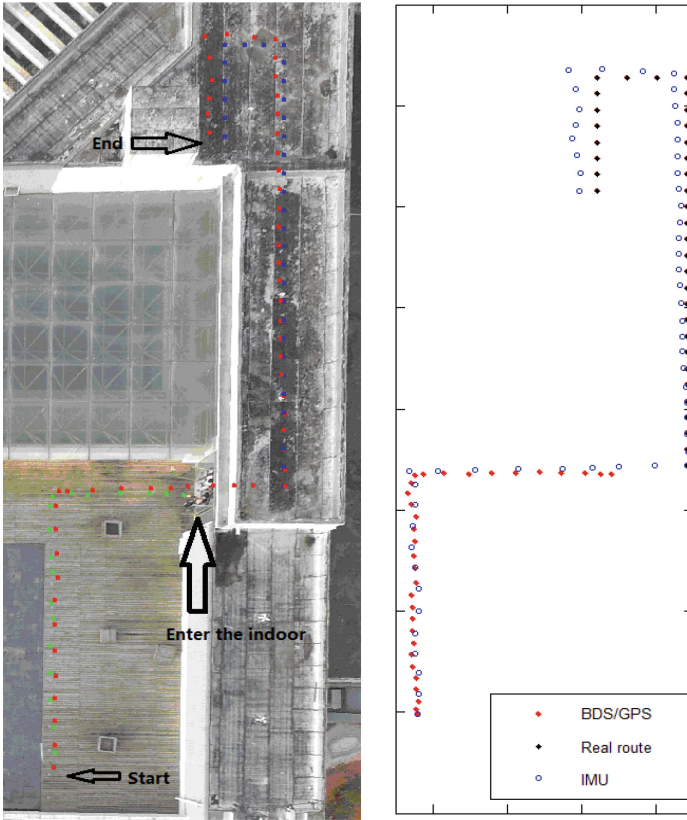 End
Enter the indoor
Start
BDS/GPS
Real route
IMU